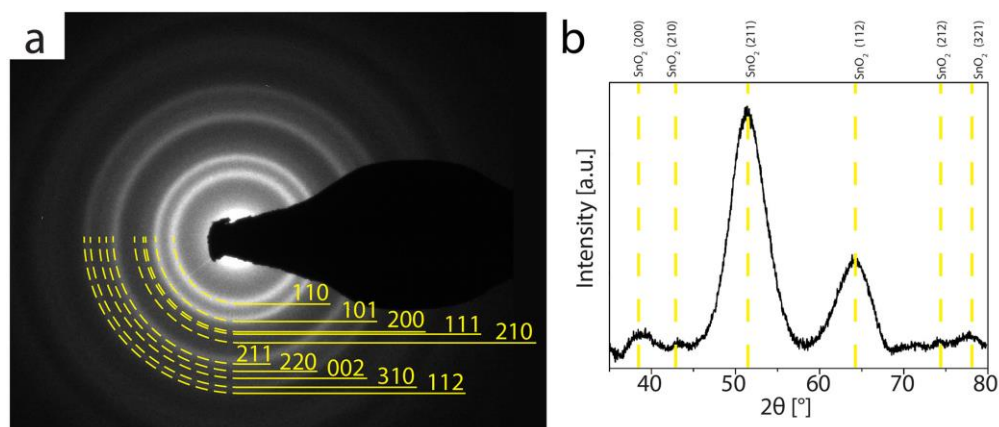 a
110
101
200
111
210
211
220
002
310
112
b
SnO₂ (200)
SnO₂ (210)
SnO₂ (211)
SnO₂ (112)
SnO₂ (212)
SnO₂ (321)
Intensity [a.u.]
40 50 60 70 80
2θ [°]